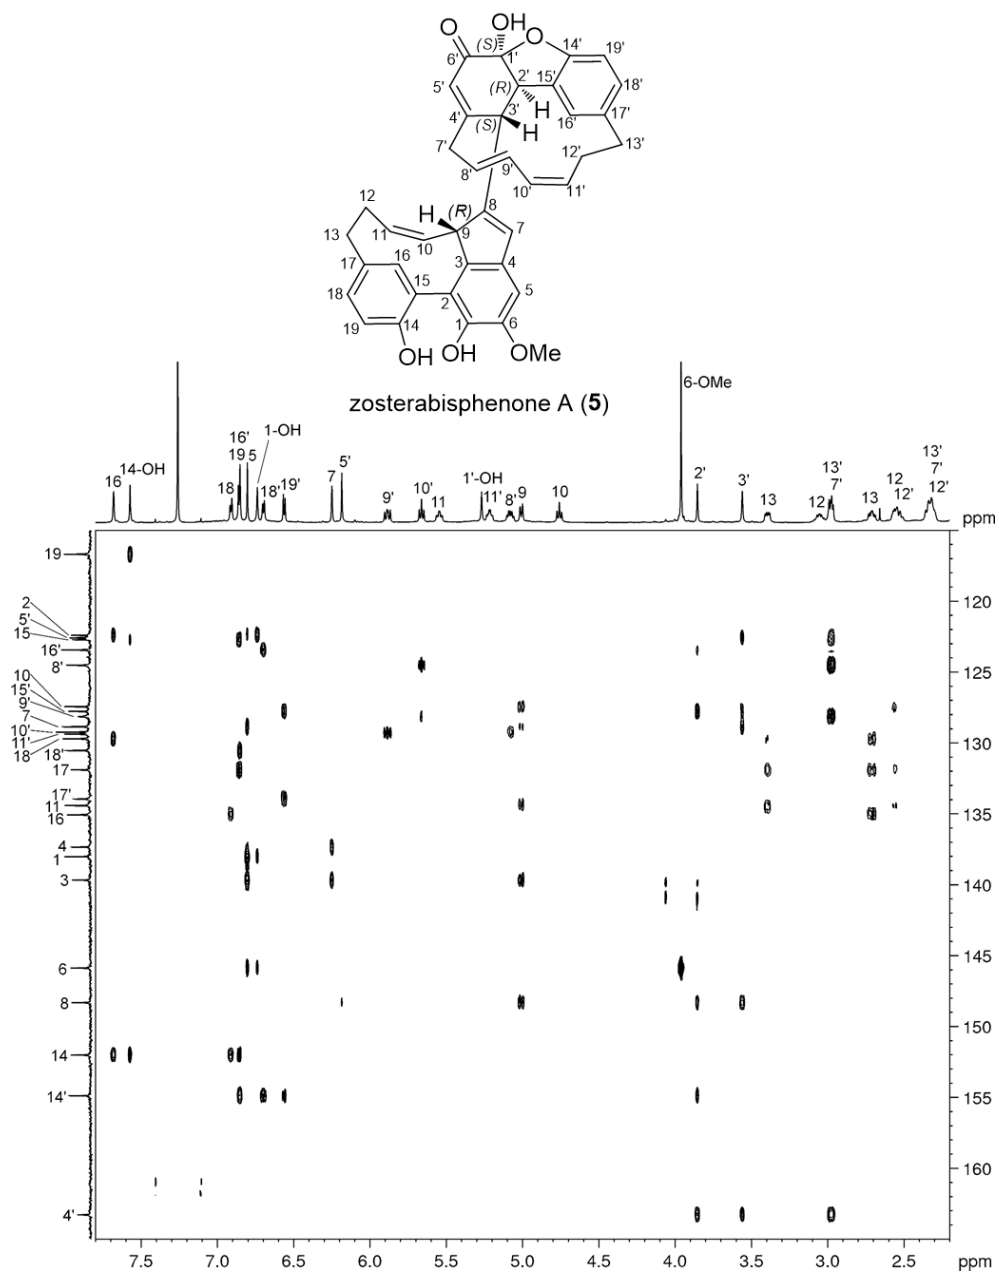 O OH O
(S) 1' 14' 19'
6'
5' 2' 15' 18'
(R) H
4' 3' 16' 17'
(S) H
7' 12' 13'
8' 9'
10' 11'
12 H (R) 8
13 11 10 9 7
16 3 4
17
18 15 2 5
19 14 1 6
OH OH OMe
zosterabisphenone A (5)
6-OMe
16 14-OH 18 19 16' 5 1-OH 18' 19' 7 5' 9' 10' 11 1'-OH 11' 8' 9 10 2' 3' 13 12 13' 7' 13 12 12' 13' 7' 12'
ppm
19
2
5'
15
16'
8'
10
15'
9'
7
10'
11'
18
18'
17
17'
11
16
4
1
3
6
8
14
14'
4'
120
125
130
135
140
145
150
155
160
7.5 7.0 6.5 6.0 5.5 5.0 4.5 4.0 3.5 3.0 2.5 ppm